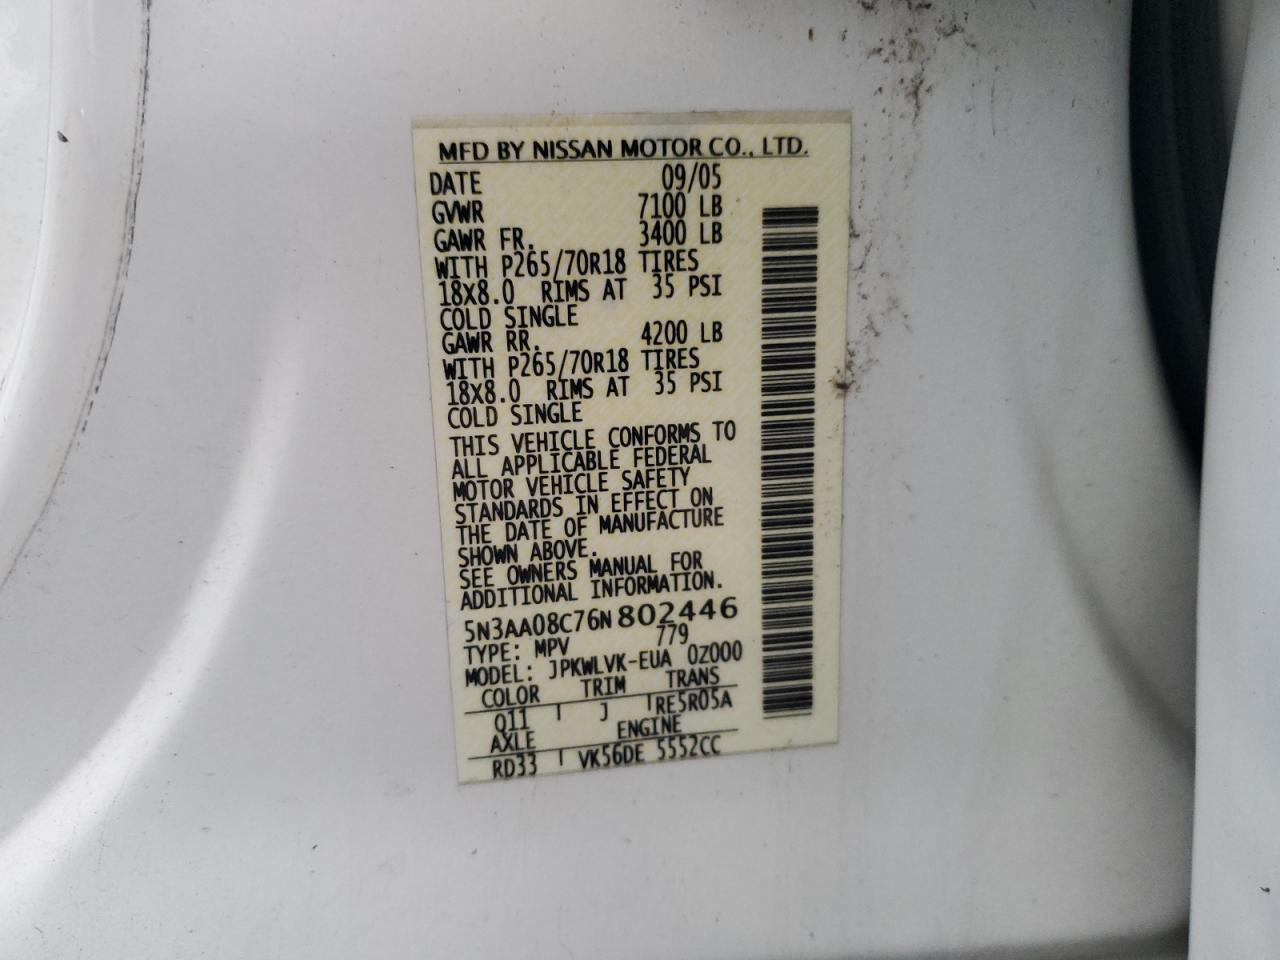 MFD BY NISSAN MOTOR CO., LTD.
DATE 09/05
GVWR 7100 LB
GAWR FR. 3400 LB
WITH P265/70R18 TIRES
18X8.0 RIMS AT 35 PSI
COLD SINGLE
GAWR RR. 4200 LB
WITH P265/70R18 TIRES
18X8.0 RIMS AT 35 PSI
COLD SINGLE
THIS VEHICLE CONFORMS TO
ALL APPLICABLE FEDERAL
MOTOR VEHICLE SAFETY
STANDARDS IN EFFECT ON
THE DATE OF MANUFACTURE
SHOWN ABOVE.
SEE OWNERS MANUAL FOR
ADDITIONAL INFORMATION.
5N3AA08C76N802446
TYPE: MPV 779
MODEL: JPKWLVK-EUA 0Z000
COLOR TRIM TRANS
Q11 J RE5R05A
AXLE ENGINE
RD33 VK56DE 5552CC